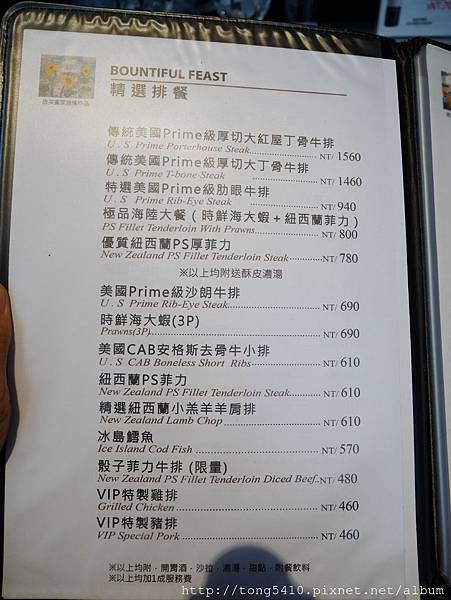 BOUNTIFUL FEAST
精選排餐
傳統美國Prime級厚切大紅屋丁骨牛排
U . S Prime Porterhouse Steak NT/ 1560
傳統美國Prime級厚切大丁骨牛排
U . S Prime T-bone Steak NT/ 1460
特選美國Prime級肋眼牛排
U . S Prime Rib-Eye Steak NT/ 940
極品海陸大餐（時鮮海大蝦＋紐西蘭菲力）
PS Fillet Tenderloin With Prawns NT/ 800
優質紐西蘭PS厚菲力
New Zealand PS Fillet Tenderloin Steak NT/ 780
※以上均附送酥皮濃湯
美國Prime級沙朗牛排
U . S Prime Rib-Eye Steak NT/ 690
時鮮海大蝦(3P)
Prawns(3P) NT/ 690
美國CAB安格斯去骨牛小排
U . S CAB Boneless Short Ribs NT/ 610
紐西蘭PS菲力
New Zealand PS Fillet Tenderloin Steak NT/ 610
精選紐西蘭小羔羊羊肩排
New Zealand Lamb Chop NT/ 610
冰島鱈魚
Ice Island Cod Fish NT/ 570
骰子菲力牛排 (限量)
New Zealand PS Fillet Tenderloin Diced Beef NT/ 480
VIP特製雞排
Grilled Chicken NT/ 460
VIP特製豬排
VIP Special Pork NT/ 460
※以上均附‧開胃酒‧沙拉‧濃湯‧甜點‧附餐飲料
※以上均加1成服務費
http://tong5410.pixnet.net/album